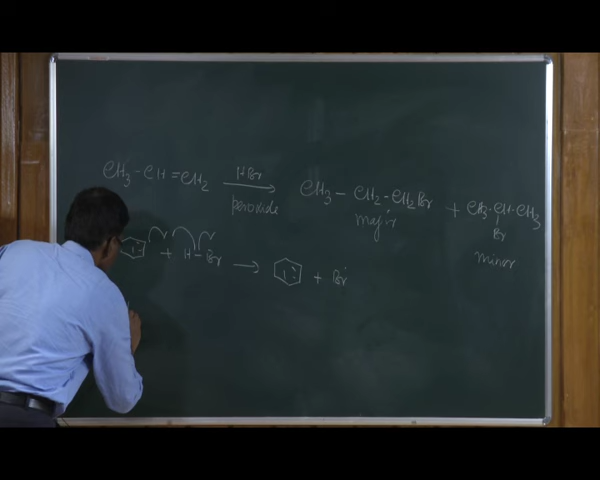 CH3-CH=CH2 HBr peroxide → CH3-CH2-CH2Br Major + CH3-CH-CH3 Br Minor
+ H-Br → + Br